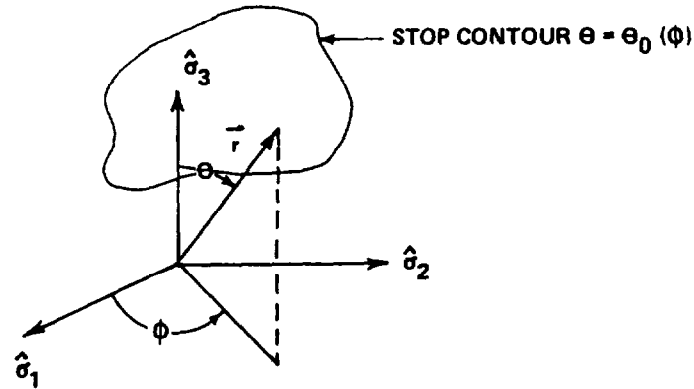 STOP CONTOUR Θ = Θ₀ (ϕ)
σ̂₃
r⃗
Θ
σ̂₂
ϕ
σ̂₁